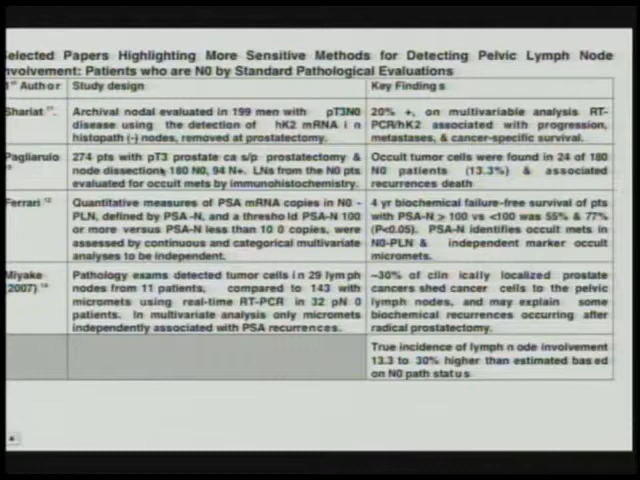 Selected Papers Highlighting More Sensitive Methods for Detecting Pelvic Lymph Node
nvolvement: Patients who are N0 by Standard Pathological Evaluations
1st Author
Study design
Key Findings
Shariat
Archival nodal evaluated in 199 men with pT3N0
disease using the detection of hK2 mRNA in
histopath (-) nodes, removed at prostatectomy.
20% +, on multivariable analysis RT-
PCR/hK2 associated with progression,
metastases, & cancer-specific survival.
Pagliarulo
274 pts with pT3 prostate ca s/p prostatectomy &
node dissection, 180 N0, 94 N+. LNs from the N0 pts
evaluated for occult mets by immunohistochemistry.
Occult tumor cells were found in 24 of 180
N0 patients (13.3%) & associated
recurrences death
Ferrari
Quantitative measures of PSA mRNA copies in N0 -
PLN, defined by PSA -N, and a threshold PSA-N 100
or more versus PSA-N less than 10 0 copies, were
assessed by continuous and categorical multivariate
analyses to be independent.
4 yr biochemical failure-free survival of pts
with PSA-N > 100 vs <100 was 55% & 77%
(P<0.05). PSA-N identifies occult mets in
N0-PLN & independent marker occult
micromets.
Miyake
(2007).
Pathology exams detected tumor cells in 29 lymph
nodes from 11 patients, compared to 143 with
micromets using real-time RT-PCR in 32 pN 0
patients. In multivariate analysis only micromets
independently associated with PSA recurrences.
~30% of clin ically localized prostate
cancers shed cancer cells to the pelvic
lymph nodes, and may explain some
biochemical recurrences occurring after
radical prostatectomy.
True incidence of lymph n ode involvement
13.3 to 30% higher than estimated based
on N0 path status